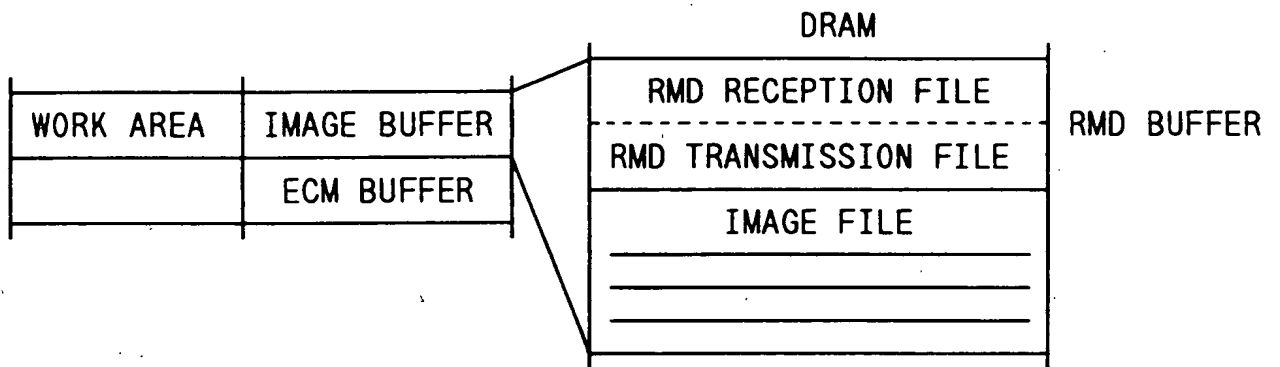 DRAM
WORK AREA IMAGE BUFFER
ECM BUFFER
RMD RECEPTION FILE
RMD TRANSMISSION FILE
RMD BUFFER
IMAGE FILE